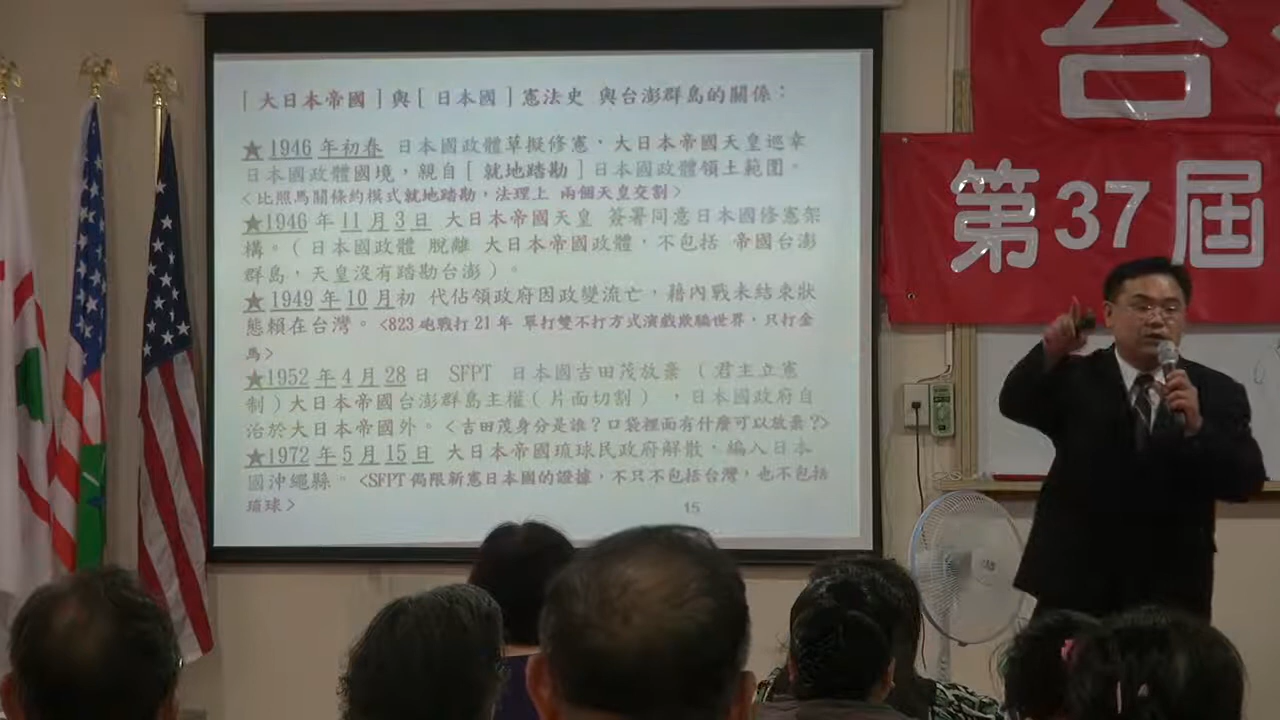 [ 大日本帝國 ] 與 [ 日本國 ] 憲法史 與台澎群島的關係：
★ 1946 年初春 日本國政體草擬修憲，大日本帝國天皇巡幸
日本國政體國境，親自 [ 就地踏勘 ] 日本國政體領土範圍。
<比照馬關條約模式就地踏勘，法理上 兩個天皇交割>
★1946 年 11 月 3 日 大日本帝國天皇 簽署同意日本國修憲架
構。（日本國政體 脫離 大日本帝國政體，不包括 帝國台澎
群島，天皇沒有踏勘台澎）。
★ 1949 年 10 月初 代佔領政府因政變流亡，藉內戰未結束狀
態賴在台灣。<823 砲戰打 21 年 單打雙不打方式演戲欺騙世界，只打金
馬>
★1952 年 4 月 28 日 SFPT 日本國吉田茂放棄 （君主立憲
制）大日本帝國台澎群島主權（片面切割），日本國政府自
治於大日本帝國外。<吉田茂身分是誰？口袋裡面有什麼可以放棄？>
★1972 年 5 月 15 日 大日本帝國琉球民政府解散，編入日本
國沖繩縣。<SFPT 侷限新憲日本國的證據，不只不包括台灣，也不包括
琉球>
15
台
第37屆